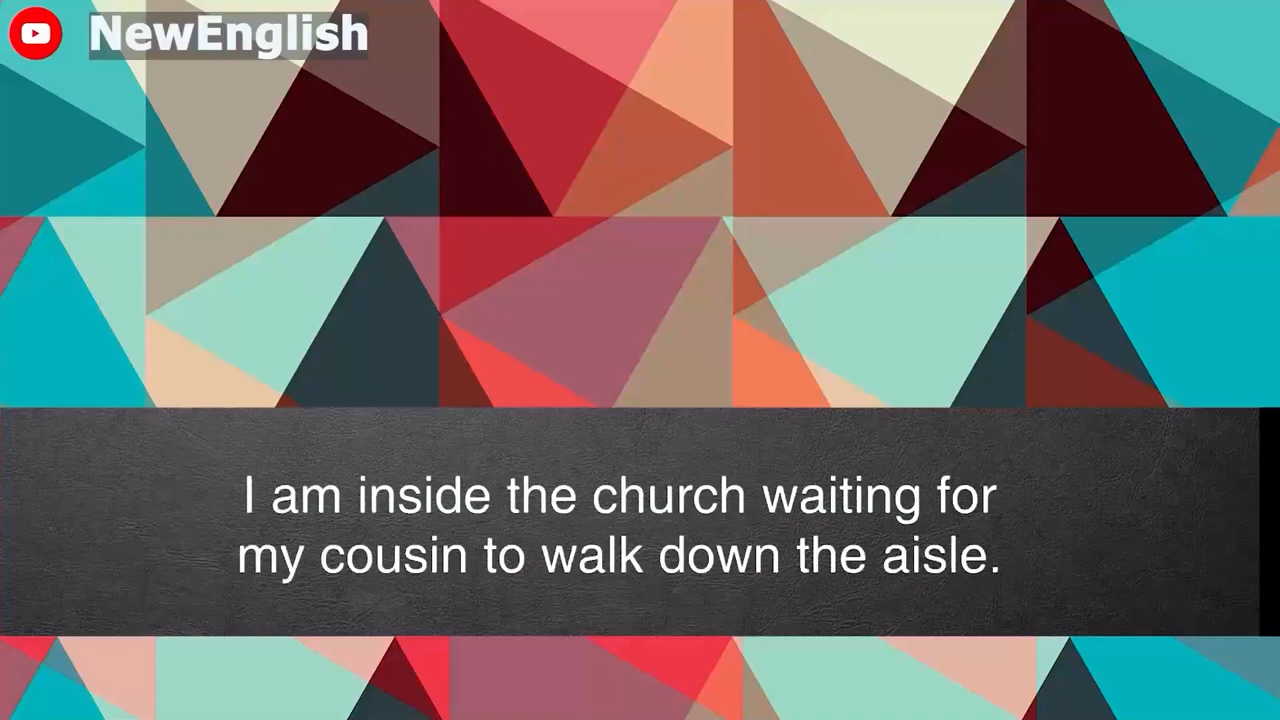 NewEnglish
I am inside the church waiting for
my cousin to walk down the aisle.